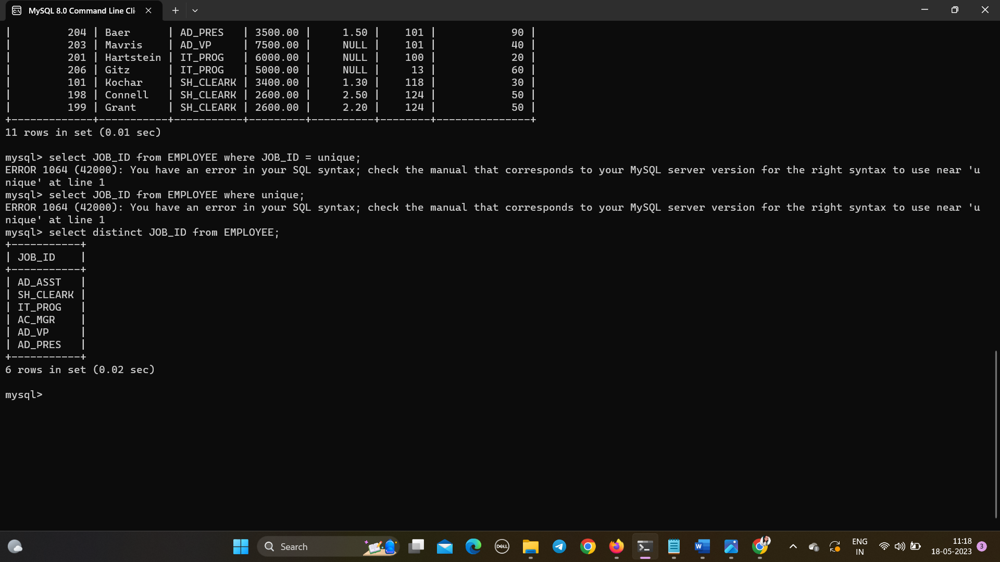 MySQL 8.0 Command Line Cli
|         204 | Baer      | AD_PRES   | 3500.00 |     1.50 |    101 |            90 |
|         203 | Mavris    | AD_VP     | 7500.00 |     NULL |    101 |            40 |
|         201 | Hartstein | IT_PROG   | 6000.00 |     NULL |    100 |            20 |
|         206 | Gitz      | IT_PROG   | 5000.00 |     NULL |     13 |            60 |
|         101 | Kochar    | SH_CLEARK | 3400.00 |     1.30 |    118 |            30 |
|         198 | Connell   | SH_CLEARK | 2600.00 |     2.50 |    124 |            50 |
|         199 | Grant     | SH_CLEARK | 2600.00 |     2.20 |    124 |            50 |
+-------------+-----------+-----------+---------+----------+--------+---------------+
11 rows in set (0.01 sec)
mysql> select JOB_ID from EMPLOYEE where JOB_ID = unique;
ERROR 1064 (42000): You have an error in your SQL syntax; check the manual that corresponds to your MySQL server version for the right syntax to use near 'u
nique' at line 1
mysql> select JOB_ID from EMPLOYEE where unique;
ERROR 1064 (42000): You have an error in your SQL syntax; check the manual that corresponds to your MySQL server version for the right syntax to use near 'u
nique' at line 1
mysql> select distinct JOB_ID from EMPLOYEE;
+-----------+
| JOB_ID    |
+-----------+
| AD_ASST   |
| SH_CLEARK |
| IT_PROG   |
| AC_MGR    |
| AD_VP     |
| AD_PRES   |
+-----------+
6 rows in set (0.02 sec)
mysql>
Search
DELL
W
ENG
IN
11:18
18-05-2023
3